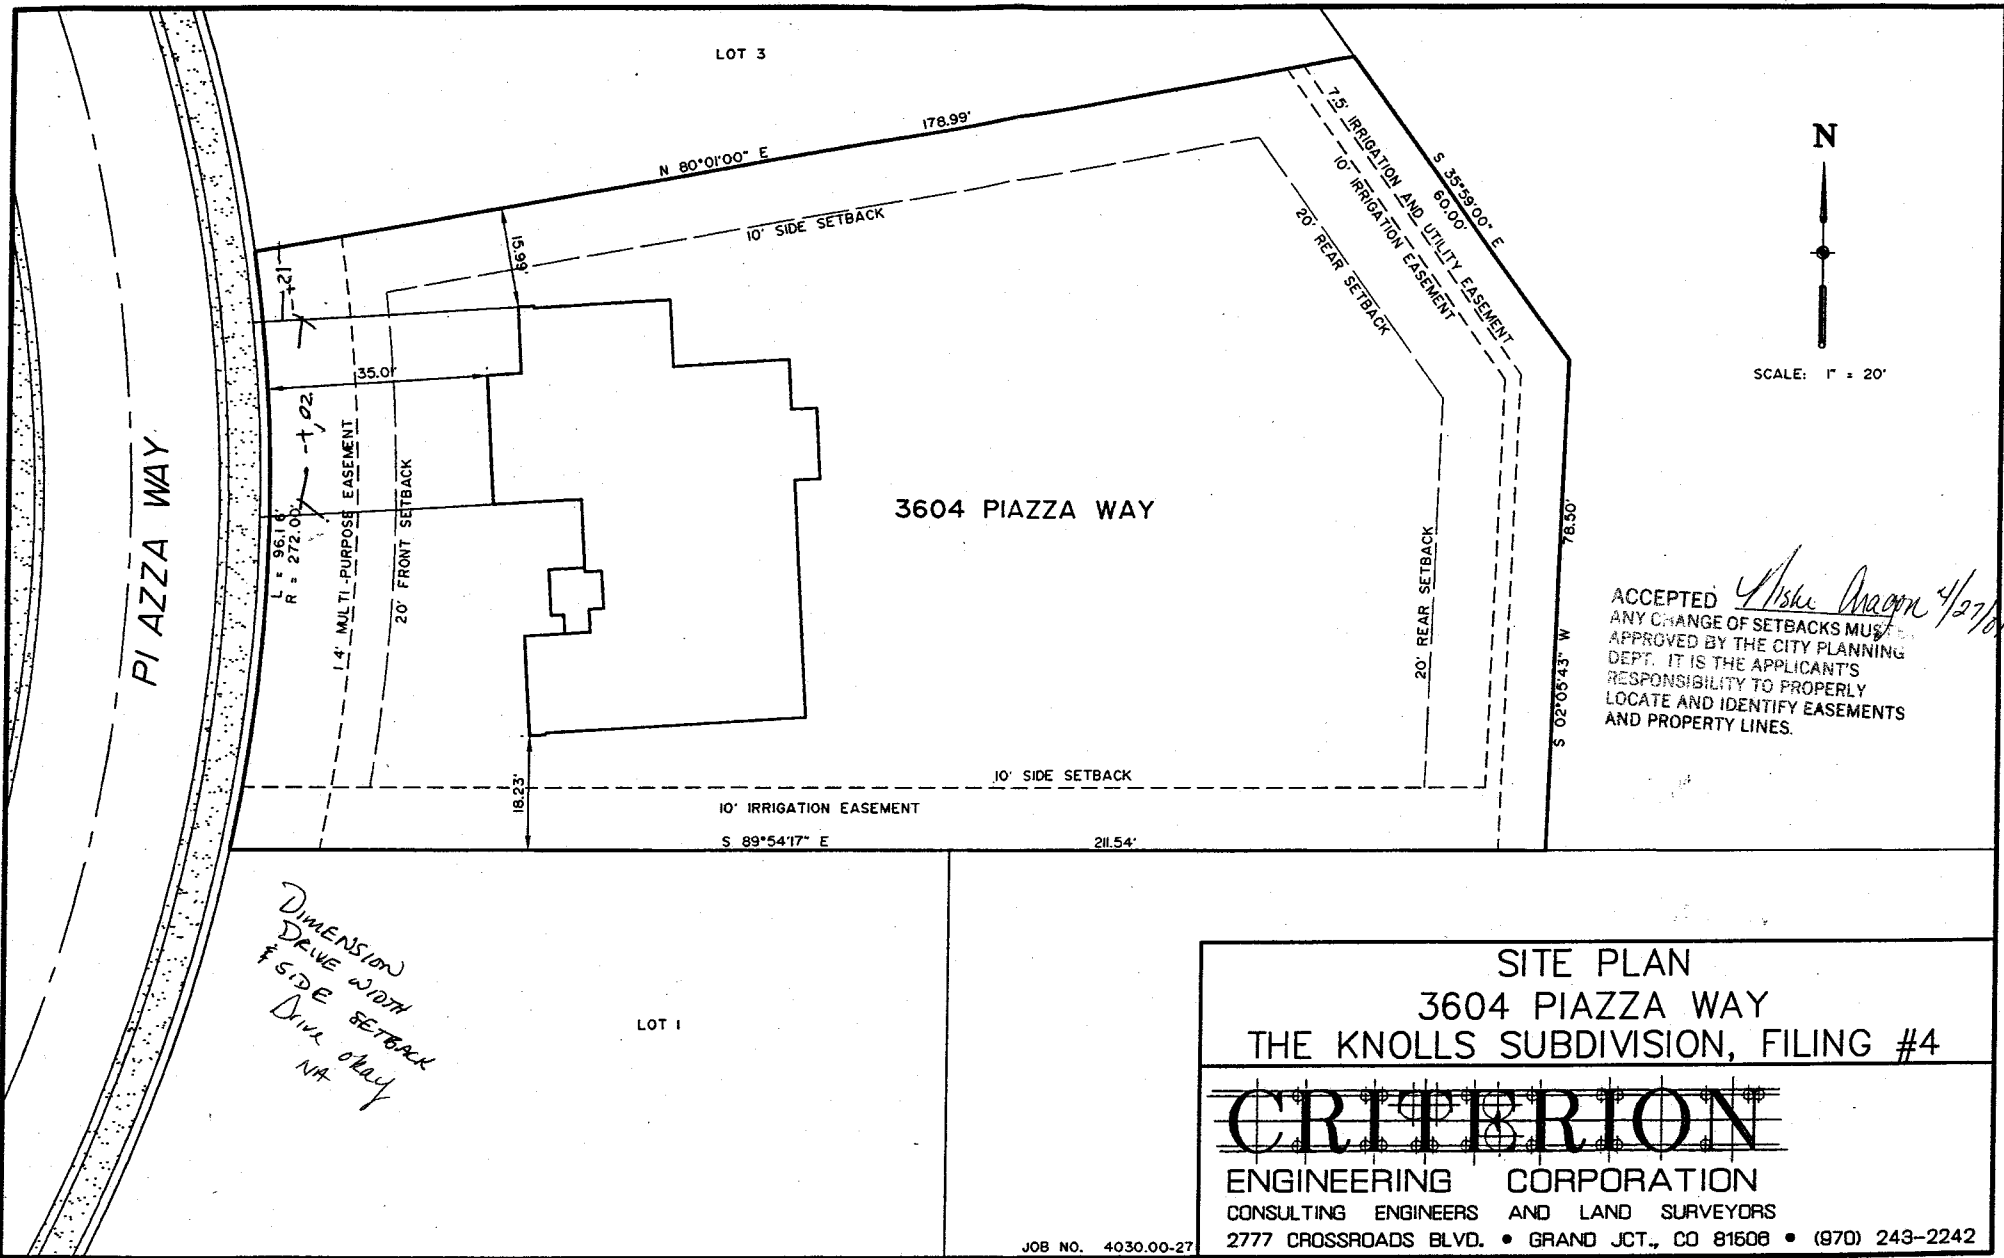 LOT 3
178.99'
N 80°01'00" E
7.5' IRRIGATION AND UTILITY EASEMENT
10' IRRIGATION EASEMENT
S 35°59'00" E
60.00'
N
SCALE: 1" = 20'
10' SIDE SETBACK
20' REAR SETBACK
15.99'
12'
35.01'
PIAZZA WAY
L = 96.16'
R = 272.00'
14' MULTI-PURPOSE EASEMENT
20' FRONT SETBACK
3604 PIAZZA WAY
20' REAR SETBACK
78.50'
S 02°05'43" W
ACCEPTED 4/27/
ANY CHANGE OF SETBACKS MUST BE
APPROVED BY THE CITY PLANNING
DEPT. IT IS THE APPLICANT'S
RESPONSIBILITY TO PROPERLY
LOCATE AND IDENTIFY EASEMENTS
AND PROPERTY LINES.
18.23'
10' SIDE SETBACK
10' IRRIGATION EASEMENT
S 89°54'17" E
211.54'
DIMENSION
DRIVE WIDTH
& SIDE SETBACK
Drive okay
NA
LOT 1
SITE PLAN
3604 PIAZZA WAY
THE KNOLLS SUBDIVISION, FILING #4
CRITERION
ENGINEERING CORPORATION
CONSULTING ENGINEERS AND LAND SURVEYORS
2777 CROSSROADS BLVD. • GRAND JCT., CO 81506 • (970) 243-2242
JOB NO. 4030.00-27